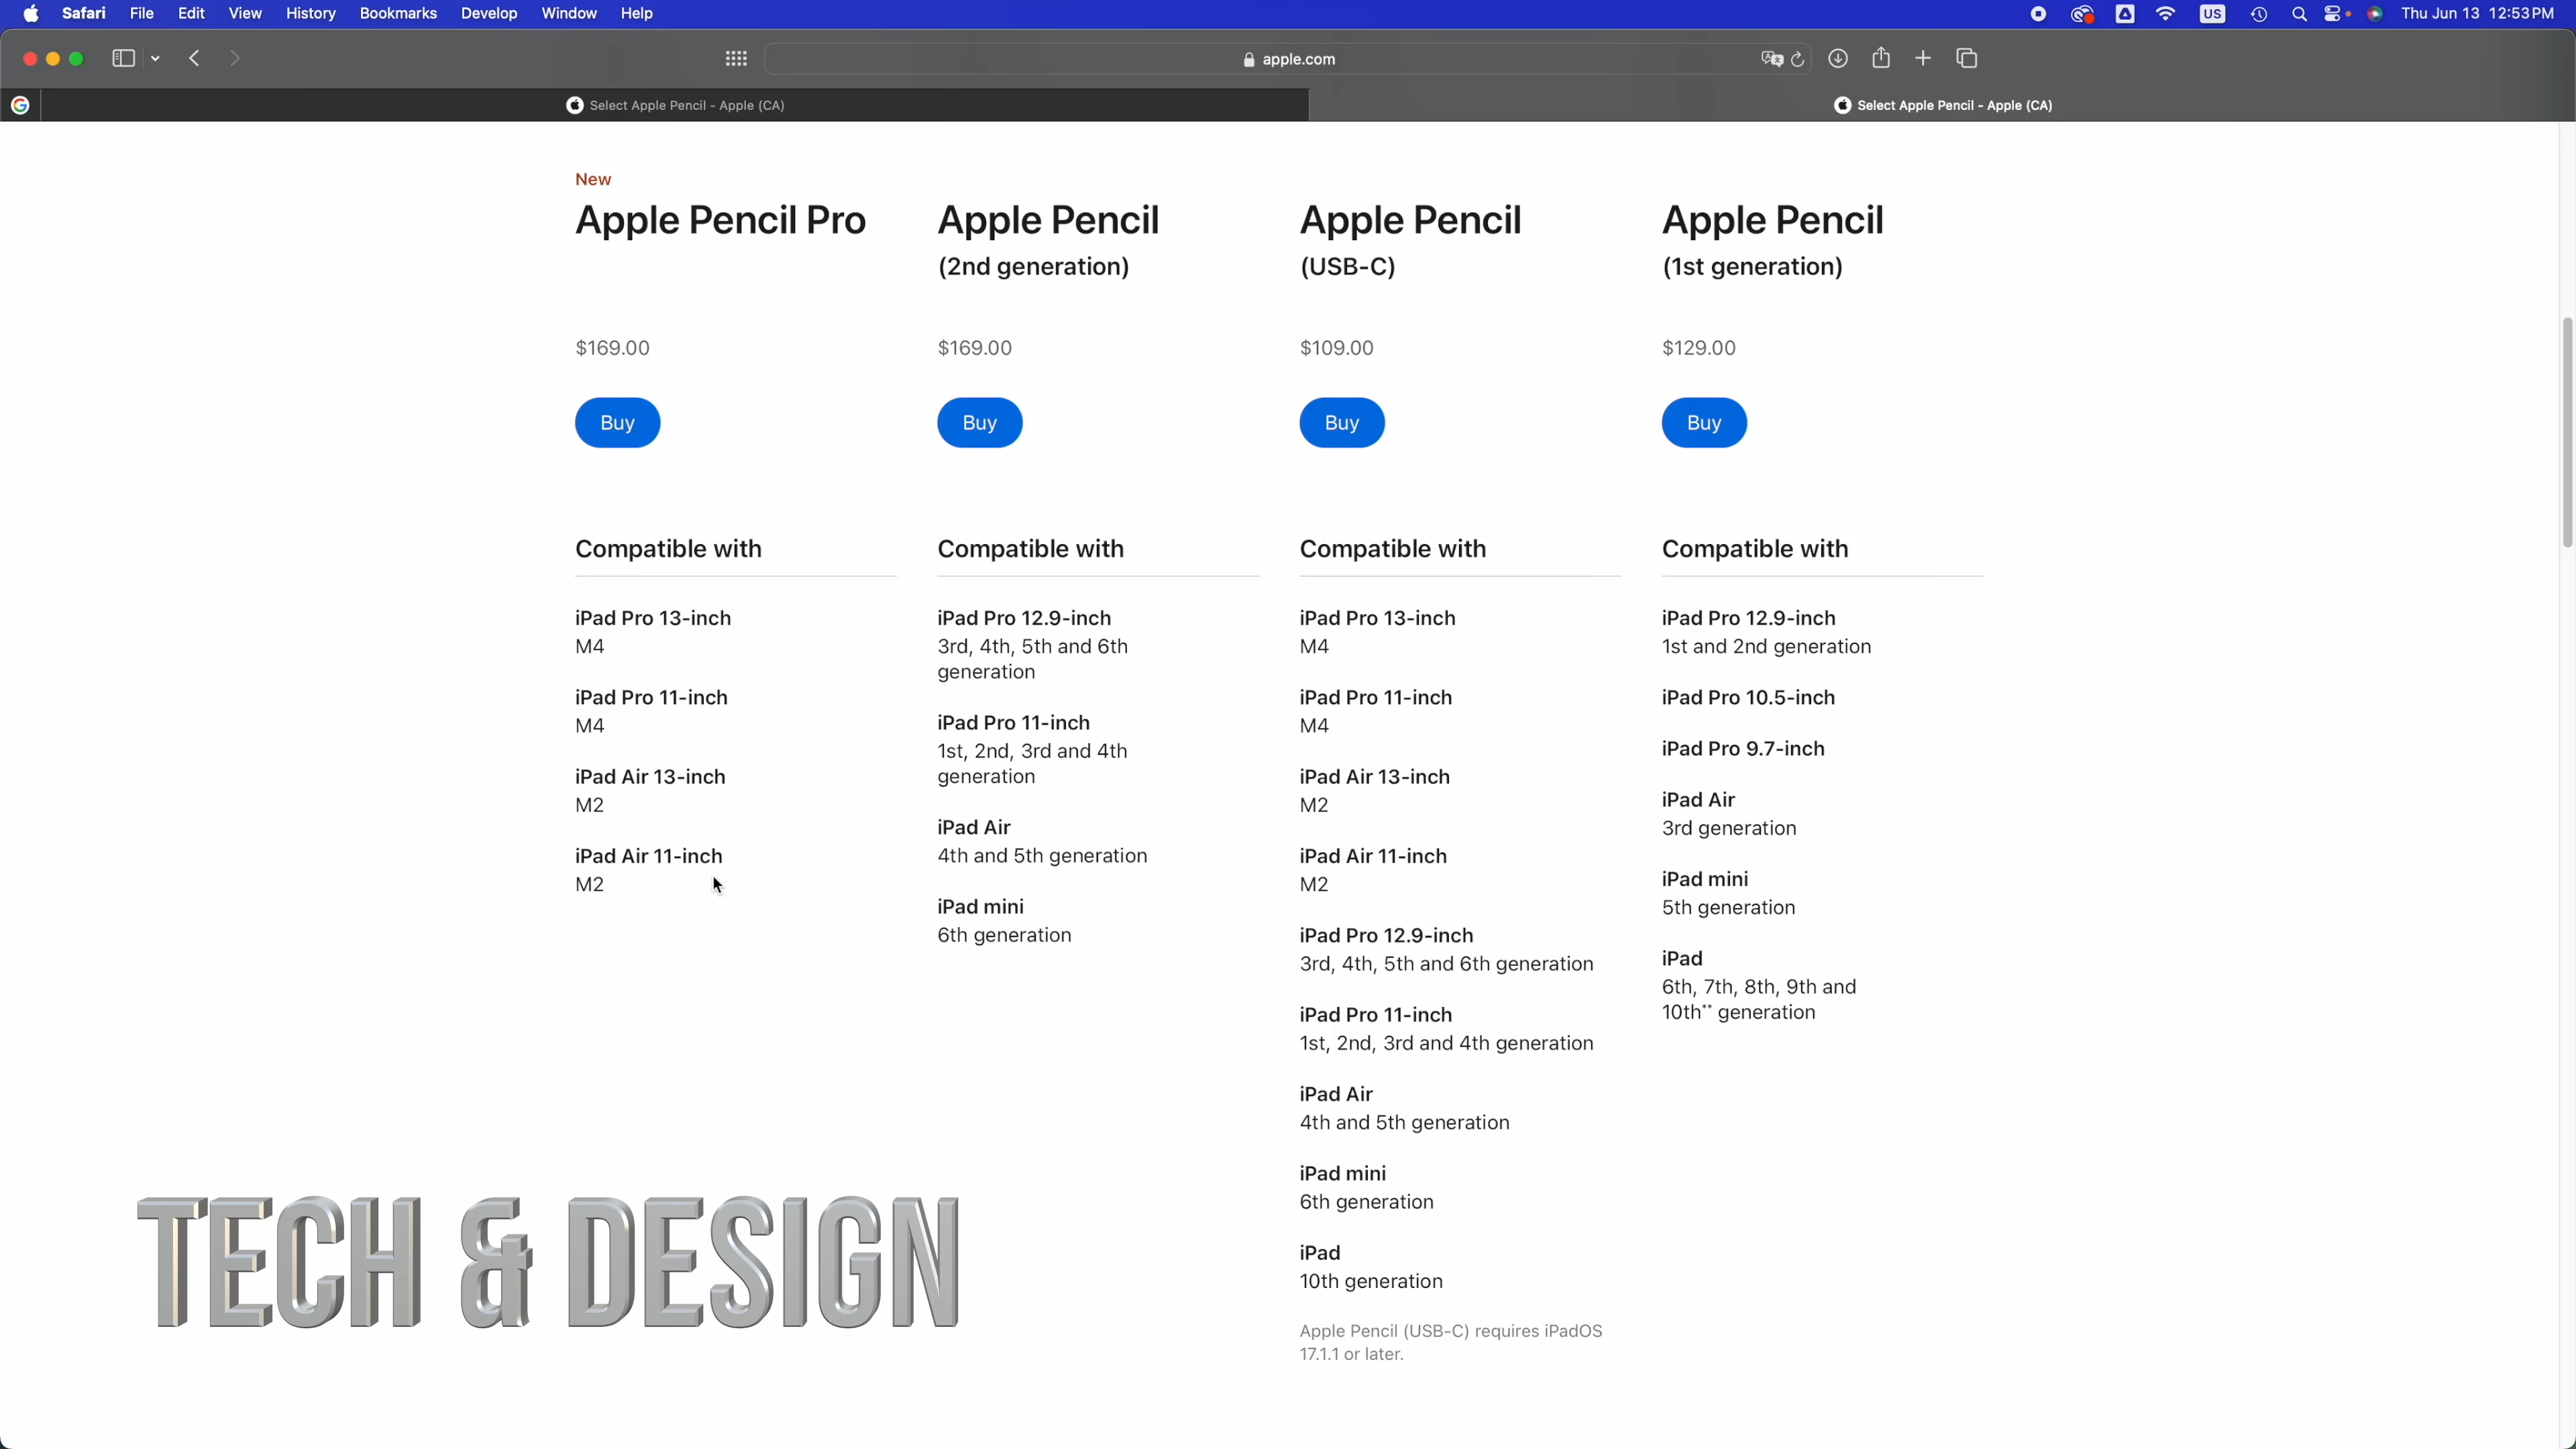 Safari File Edit View History Bookmarks Develop Window Help
US
Thu Jun 13 12:53 PM
apple.com
Select Apple Pencil - Apple (CA)
Select Apple Pencil - Apple (CA)
New
Apple Pencil Pro
$169.00
Buy
Compatible with
iPad Pro 13-inch
M4
iPad Pro 11-inch
M4
iPad Air 13-inch
M2
iPad Air 11-inch
M2
Apple Pencil
(2nd generation)
$169.00
Buy
Compatible with
iPad Pro 12.9-inch
3rd, 4th, 5th and 6th
generation
iPad Pro 11-inch
1st, 2nd, 3rd and 4th
generation
iPad Air
4th and 5th generation
iPad mini
6th generation
Apple Pencil
(USB-C)
$109.00
Buy
Compatible with
iPad Pro 13-inch
M4
iPad Pro 11-inch
M4
iPad Air 13-inch
M2
iPad Air 11-inch
M2
iPad Pro 12.9-inch
3rd, 4th, 5th and 6th generation
iPad Pro 11-inch
1st, 2nd, 3rd and 4th generation
iPad Air
4th and 5th generation
iPad mini
6th generation
iPad
10th generation
Apple Pencil (USB-C) requires iPadOS
17.1.1 or later.
Apple Pencil
(1st generation)
$129.00
Buy
Compatible with
iPad Pro 12.9-inch
1st and 2nd generation
iPad Pro 10.5-inch
iPad Pro 9.7-inch
iPad Air
3rd generation
iPad mini
5th generation
iPad
6th, 7th, 8th, 9th and
10th** generation
TECH & DESIGN